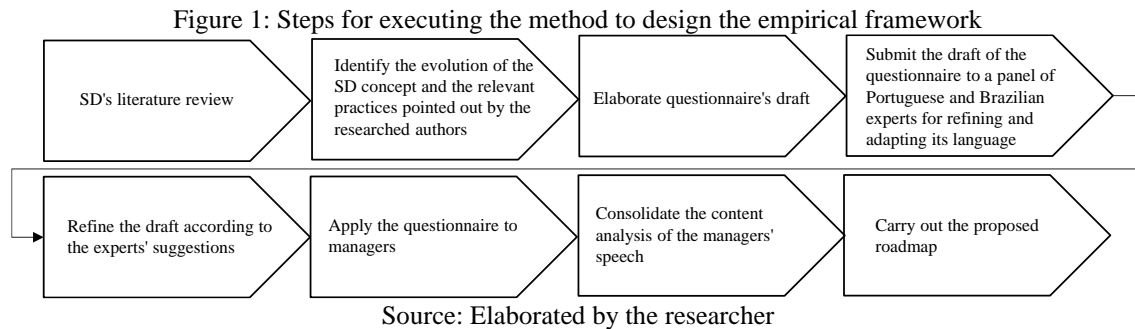 Figure 1: Steps for executing the method to design the empirical framework
SD's literature review
Identify the evolution of the
SD concept and the relevant
practices pointed out by the
researched authors
Elaborate questionnaire's draft
Submit the draft of the
questionnaire to a panel of
Portuguese and Brazilian
experts for refining and
adapting its language
Refine the draft according to
the experts' suggestions
Apply the questionnaire to
managers
Consolidate the content
analysis of the managers'
speech
Carry out the proposed
roadmap
Source: Elaborated by the researcher